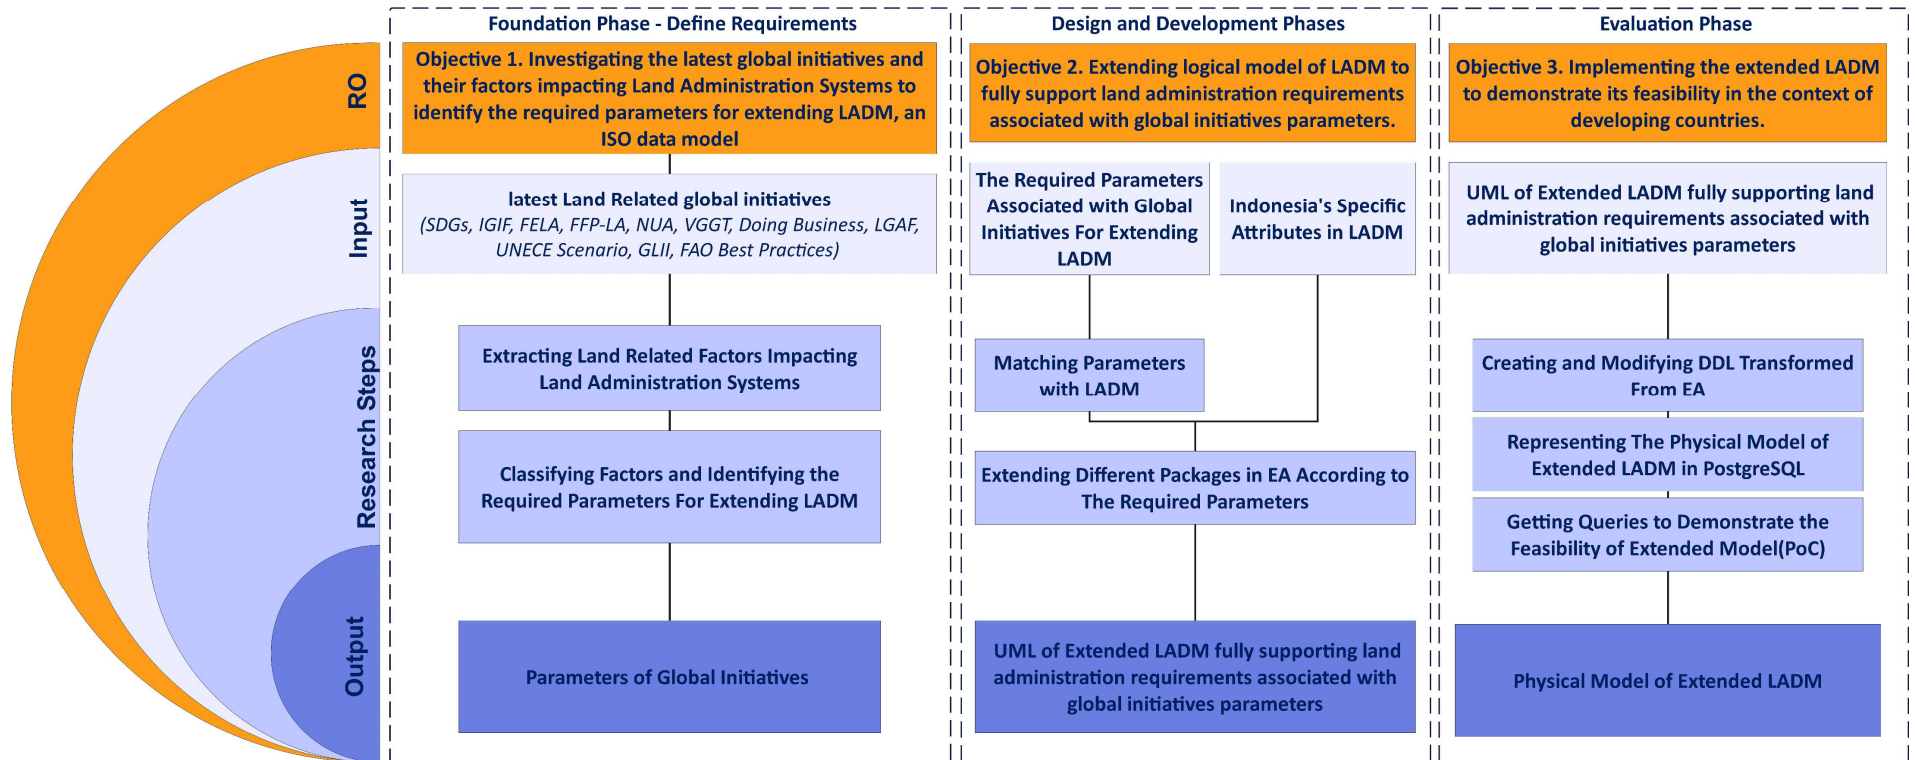 RO
Input
Research Steps
Output
Foundation Phase - Define Requirements
Objective 1. Investigating the latest global initiatives and
their factors impacting Land Administration Systems to
identify the required parameters for extending LADM, an
ISO data model
latest Land Related global initiatives
(SDGs, IGIF, FELA, FFP-LA, NUA, VGGT, Doing Business, LGAF,
UNECE Scenario, GLII, FAO Best Practices)
Extracting Land Related Factors Impacting
Land Administration Systems
Classifying Factors and Identifying the
Required Parameters For Extending LADM
Parameters of Global Initiatives
Design and Development Phases
Objective 2. Extending logical model of LADM to
fully support land administration requirements
associated with global initiatives parameters.
The Required Parameters
Associated with Global
Initiatives For Extending
LADM
Indonesia's Specific
Attributes in LADM
Matching Parameters
with LADM
Extending Different Packages in EA According to
The Required Parameters
UML of Extended LADM fully supporting land
administration requirements associated with
global initiatives parameters
Evaluation Phase
Objective 3. Implementing the extended LADM
to demonstrate its feasibility in the context of
developing countries.
UML of Extended LADM fully supporting land
administration requirements associated with
global initiatives parameters
Creating and Modifying DDL Transformed
From EA
Representing The Physical Model of
Extended LADM in PostgreSQL
Getting Queries to Demonstrate the
Feasibility of Extended Model(PoC)
Physical Model of Extended LADM